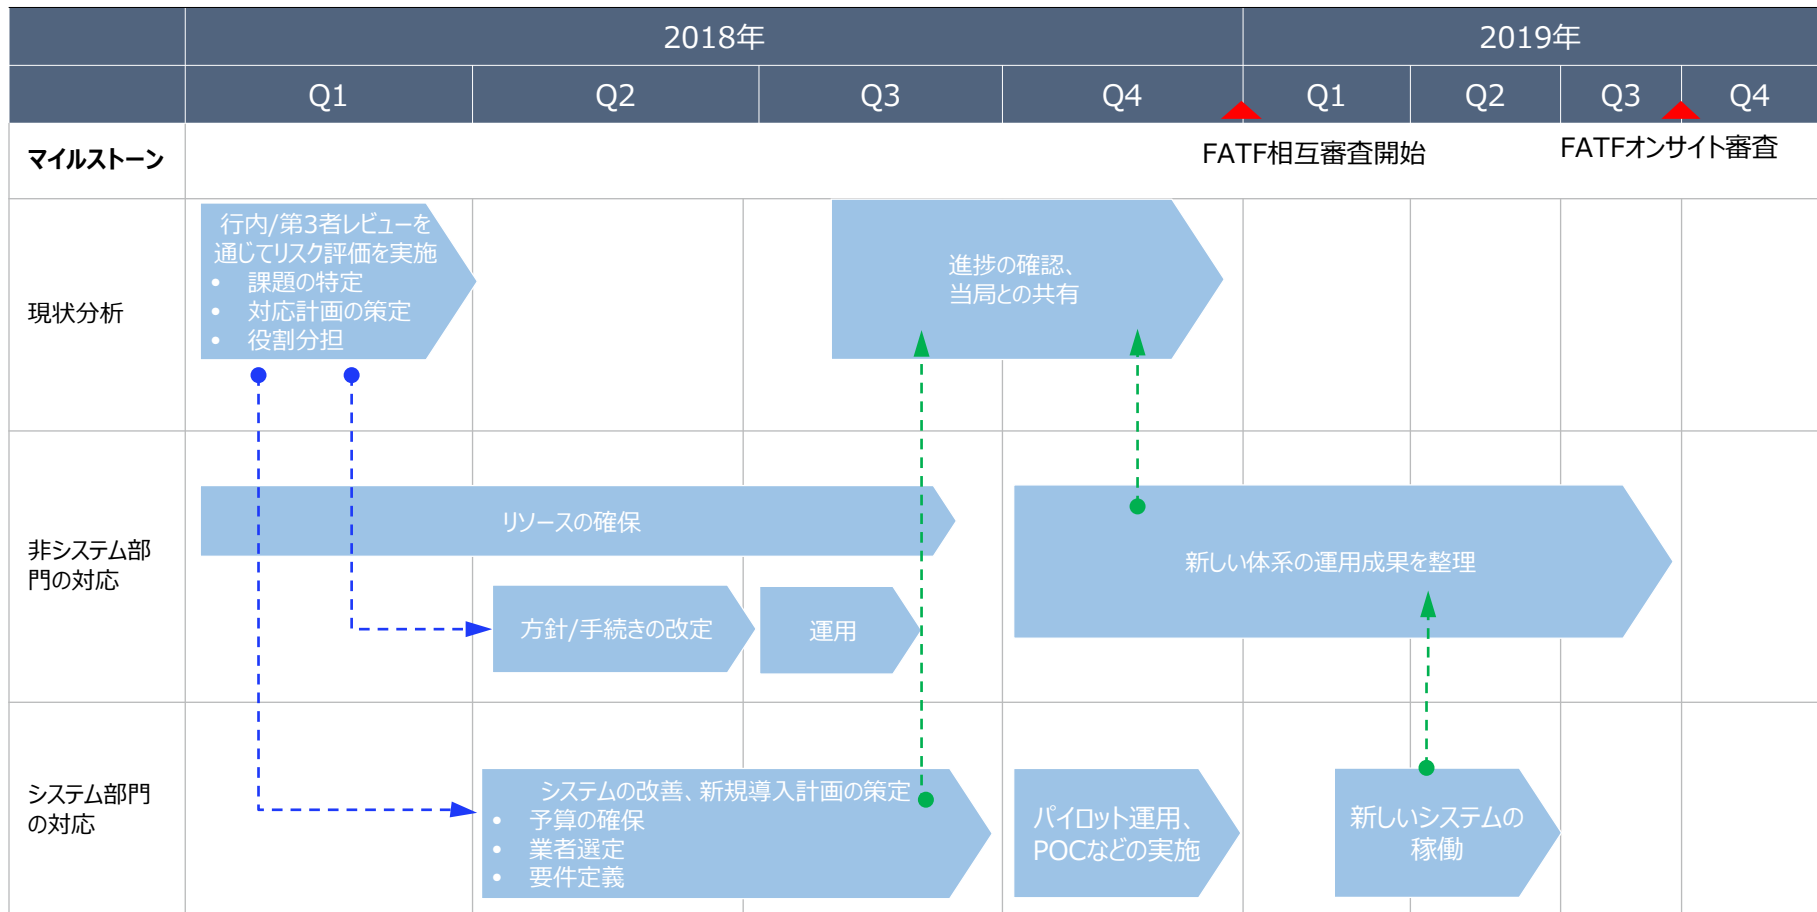 2018年
2019年
Q1
Q2
Q3
Q4
Q1
Q2
Q3
Q4
マイルストーン
FATF相互審査開始
FATFオンサイト審査
現状分析
行内/第3者レビューを
通じてリスク評価を実施
• 課題の特定
• 対応計画の策定
• 役割分担
進捗の確認、
当局との共有
非システム部
門の対応
リソースの確保
方針/手続きの改定
運用
新しい体系の運用成果を整理
システム部門
の対応
システムの改善、新規導入計画の策定
• 予算の確保
• 業者選定
• 要件定義
パイロット運用、
POCなどの実施
新しいシステムの
稼働